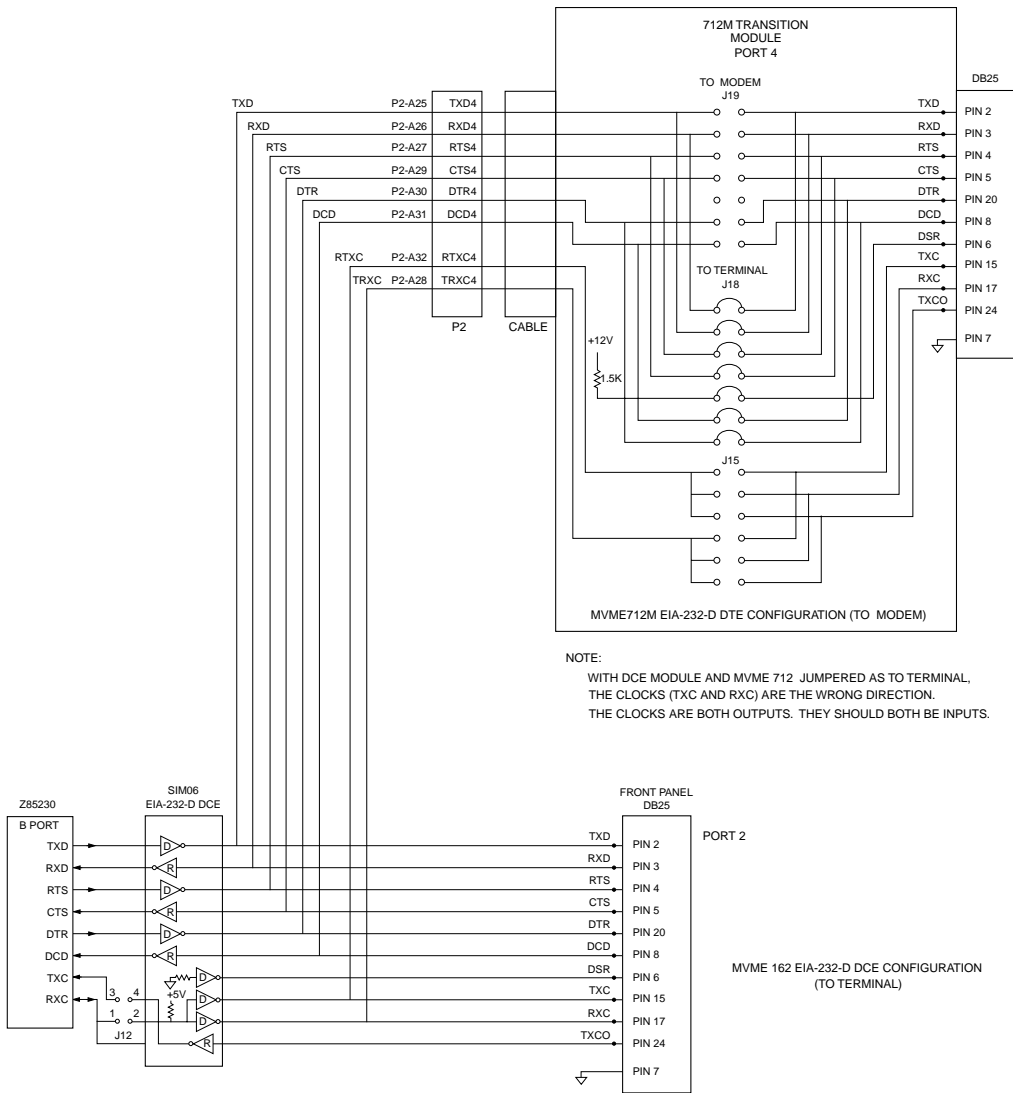 712M TRANSITION
MODULE
PORT 4
DB25
TO MODEM
J19
TXD P2-A25 TXD4 TXD PIN 2
RXD P2-A26 RXD4 RXD PIN 3
RTS P2-A27 RTS4 RTS PIN 4
CTS P2-A29 CTS4 CTS PIN 5
DTR P2-A30 DTR4 DTR PIN 20
DCD P2-A31 DCD4 DCD PIN 8
DSR PIN 6
RTXC P2-A32 RTXC4 TXC PIN 15
TRXC P2-A28 TRXC4 RXC PIN 17
TXCO PIN 24
PIN 7
TO TERMINAL
J18
P2 CABLE
+12V
1.5K
J15
MVME712M EIA-232-D DTE CONFIGURATION (TO MODEM)
NOTE:
WITH DCE MODULE AND MVME 712 JUMPERED AS TO TERMINAL,
THE CLOCKS (TXC AND RXC) ARE THE WRONG DIRECTION.
THE CLOCKS ARE BOTH OUTPUTS. THEY SHOULD BOTH BE INPUTS.
Z85230
B PORT
SIM06
EIA-232-D DCE
FRONT PANEL
DB25
PORT 2
TXD D TXD PIN 2
RXD R RXD PIN 3
RTS D RTS PIN 4
CTS R CTS PIN 5
DTR D DTR PIN 20
DCD R DCD PIN 8
TXC D DSR PIN 6
RXC 3 4 +5V D TXC PIN 15
1 2 D RXC PIN 17
J12 R TXCO PIN 24
PIN 7
MVME 162 EIA-232-D DCE CONFIGURATION
(TO TERMINAL)